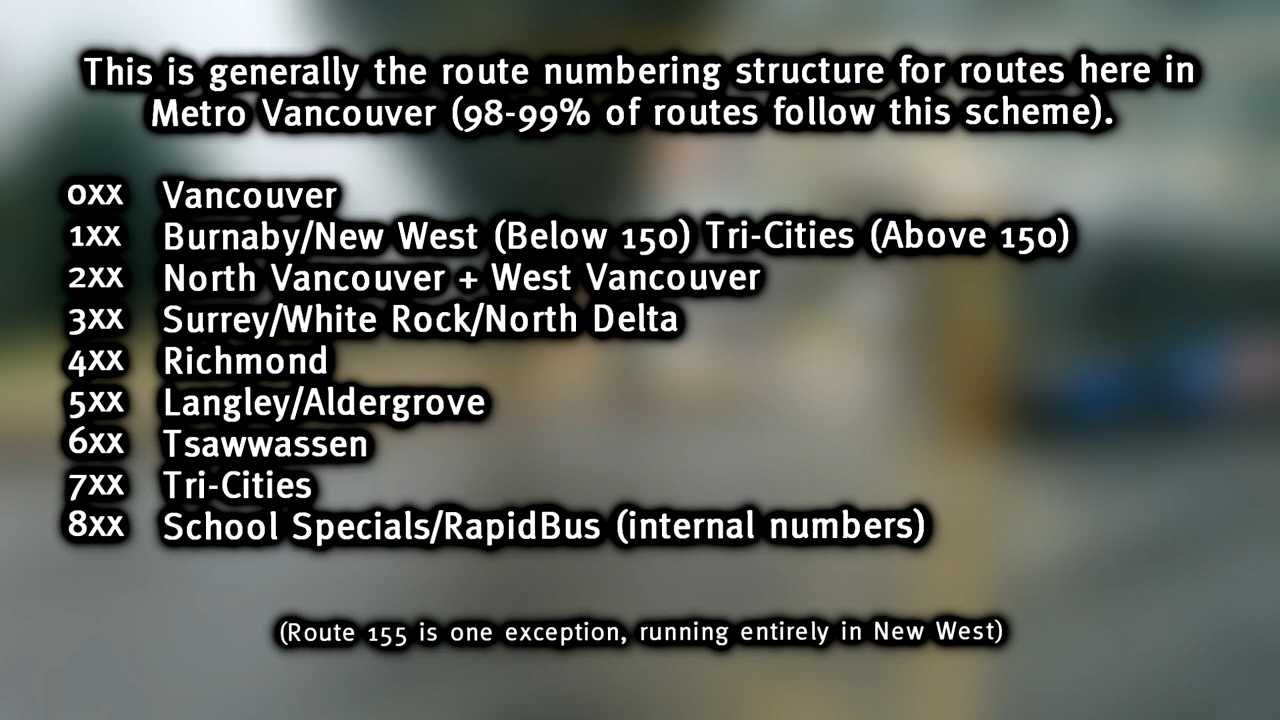 This is generally the route numbering structure for routes here in
Metro Vancouver (98-99% of routes follow this scheme).
0xx Vancouver
1xx Burnaby/New West (Below 150) Tri-Cities (Above 150)
2xx North Vancouver + West Vancouver
3xx Surrey/White Rock/North Delta
4xx Richmond
5xx Langley/Aldergrove
6xx Tsawwassen
7xx Tri-Cities
8xx School Specials/RapidBus (internal numbers)
(Route 155 is one exception, running entirely in New West)